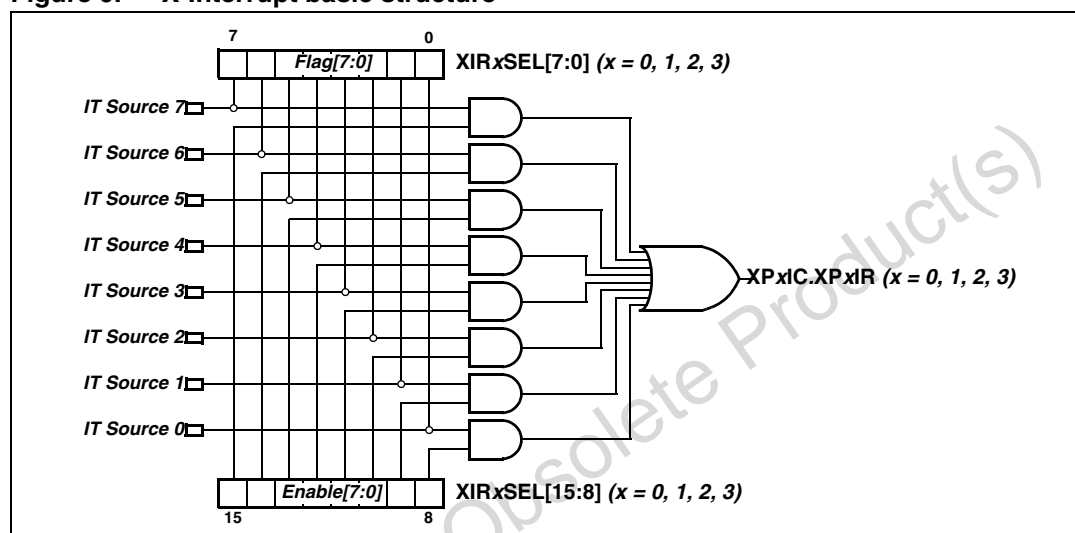 Figure 9. X-Interrupt basic structure
7 0
Flag[7:0] XIRxSEL[7:0] (x = 0, 1, 2, 3)
IT Source 7
IT Source 6
IT Source 5
IT Source 4
IT Source 3
IT Source 2
IT Source 1
IT Source 0
XPxIC.XPxIR (x = 0, 1, 2, 3)
Enable[7:0] XIRxSEL[15:8] (x = 0, 1, 2, 3)
15 8
Obsolete Product(s)